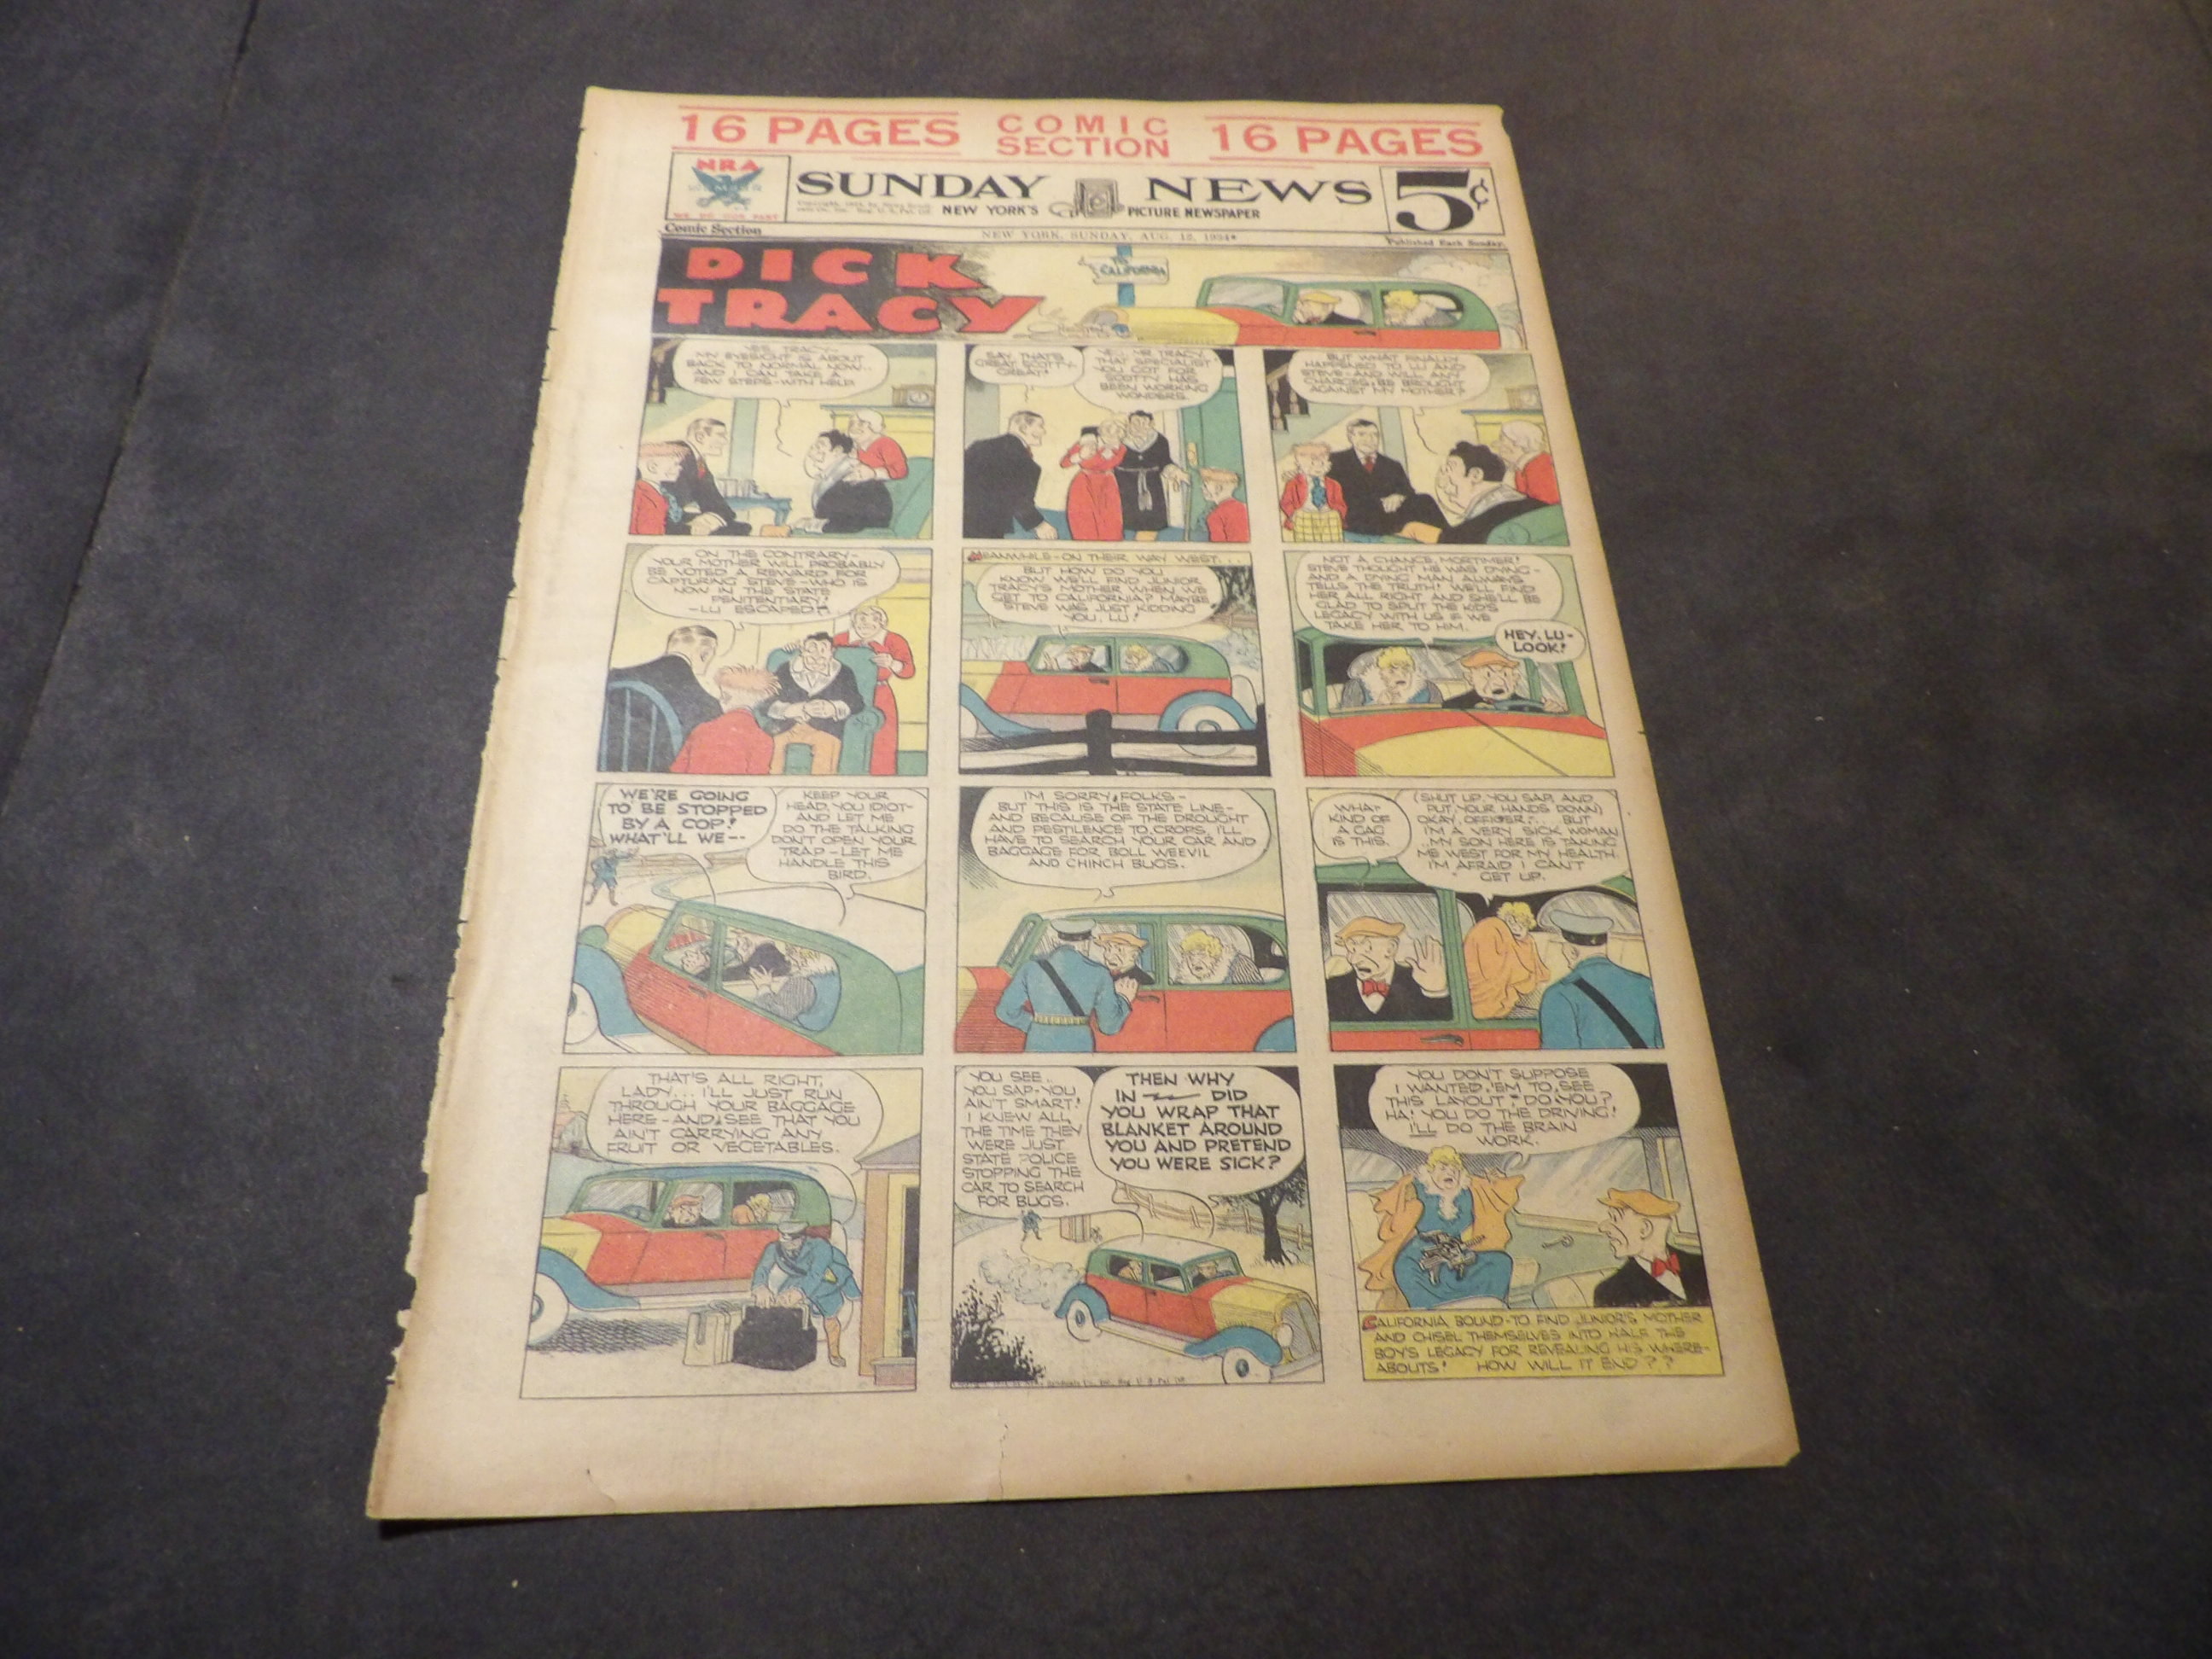 16 PAGES
COMIC
SECTION
16 PAGES
NRA
MEMBER
WE DO OUR PART
SUNDAY NEWS
NEW YORK'S PICTURE NEWSPAPER
5¢
Comic Section
NEW YORK, SUNDAY, AUG. 12, 1934
Published Each Sunday.
DICK
TRACY
TO
CALIFORNIA
YES, TRACY-
MY EYESIGHT IS ABOUT
BACK TO NORMAL NOW..
AND I CAN TAKE A
FEW STEPS-WITH HELP!
SAY, THAT'S
GREAT, SCOTTY-
GREAT!
YES, MR. TRACY,
THAT SPECIALIST
YOU GOT FOR
SCOTTY HAS
BEEN WORKING
WONDERS.
BUT WHAT FINALLY
HAPPENED TO LU AND
STEVE-AND WILL ANY
CHARGES BE BROUGHT
AGAINST MY MOTHER?
ON THE CONTRARY-
YOUR MOTHER WILL PROBABLY
BE VOTED A REWARD FOR
CAPTURING STEVE-WHO IS
NOW IN THE STATE
PENITENTIARY!
-LU ESCAPED!
MEANWHILE-ON THEIR WAY WEST...
BUT HOW DO YOU
KNOW WE'LL FIND JUNIOR
TRACY'S MOTHER WHEN WE
GET TO CALIFORNIA? MAYBE
STEVE WAS JUST KIDDING
YOU, LU!
NOT A CHANCE, MORTIMER!
STEVE THOUGHT HE WAS DYING-
AND A DYING MAN ALWAYS
TELLS THE TRUTH! WE'LL FIND
HER ALL RIGHT AND SHE'LL BE
GLAD TO SPLIT THE KID'S
LEGACY WITH US IF WE
TAKE HER TO HIM.
HEY, LU-
LOOK!
WE'RE GOING
TO BE STOPPED
BY A COP!
WHAT'LL WE--
KEEP YOUR
HEAD, YOU IDIOT-
AND LET ME
DO THE TALKING
DON'T OPEN YOUR
TRAP-LET ME
HANDLE THIS
BIRD.
I'M SORRY, FOLKS-
BUT THIS IS THE STATE LINE-
AND BECAUSE OF THE DROUGHT
AND PESTILENCE TO CROPS, I'LL
HAVE TO SEARCH YOUR CAR AND
BAGGAGE FOR BOLL WEEVIL
AND CHINCH BUGS.
WHAT
KIND OF
A GAG
IS THIS.
(SHUT UP, YOU SAP, AND
PUT YOUR HANDS DOWN)
OKAY, OFFICER.... BUT
I'M A VERY SICK WOMAN
..MY SON HERE IS TAKING
ME WEST FOR MY HEALTH.
I'M AFRAID I CAN'T
GET UP.
THAT'S ALL RIGHT,
LADY... I'LL JUST RUN
THROUGH YOUR BAGGAGE
HERE-AND SEE THAT YOU
AIN'T CARRYING ANY
FRUIT OR VEGETABLES.
YOU SEE..
YOU SAP-YOU
AIN'T SMART!
I KNEW ALL
THE TIME THEY
WERE JUST
STATE POLICE
STOPPING THE
CAR TO SEARCH
FOR BUGS.
THEN WHY
IN DID
YOU WRAP THAT
BLANKET AROUND
YOU AND PRETEND
YOU WERE SICK?
YOU DON'T SUPPOSE
I WANTED 'EM TO SEE
THIS LAYOUT, DO YOU?
HA! YOU DO THE DRIVING!
I'LL DO THE BRAIN
WORK.
CALIFORNIA BOUND-TO FIND JUNIOR'S MOTHER
AND CHISEL THEMSELVES INTO HALF THE
BOY'S LEGACY FOR REVEALING HIS WHERE-
ABOUTS! HOW WILL IT END??